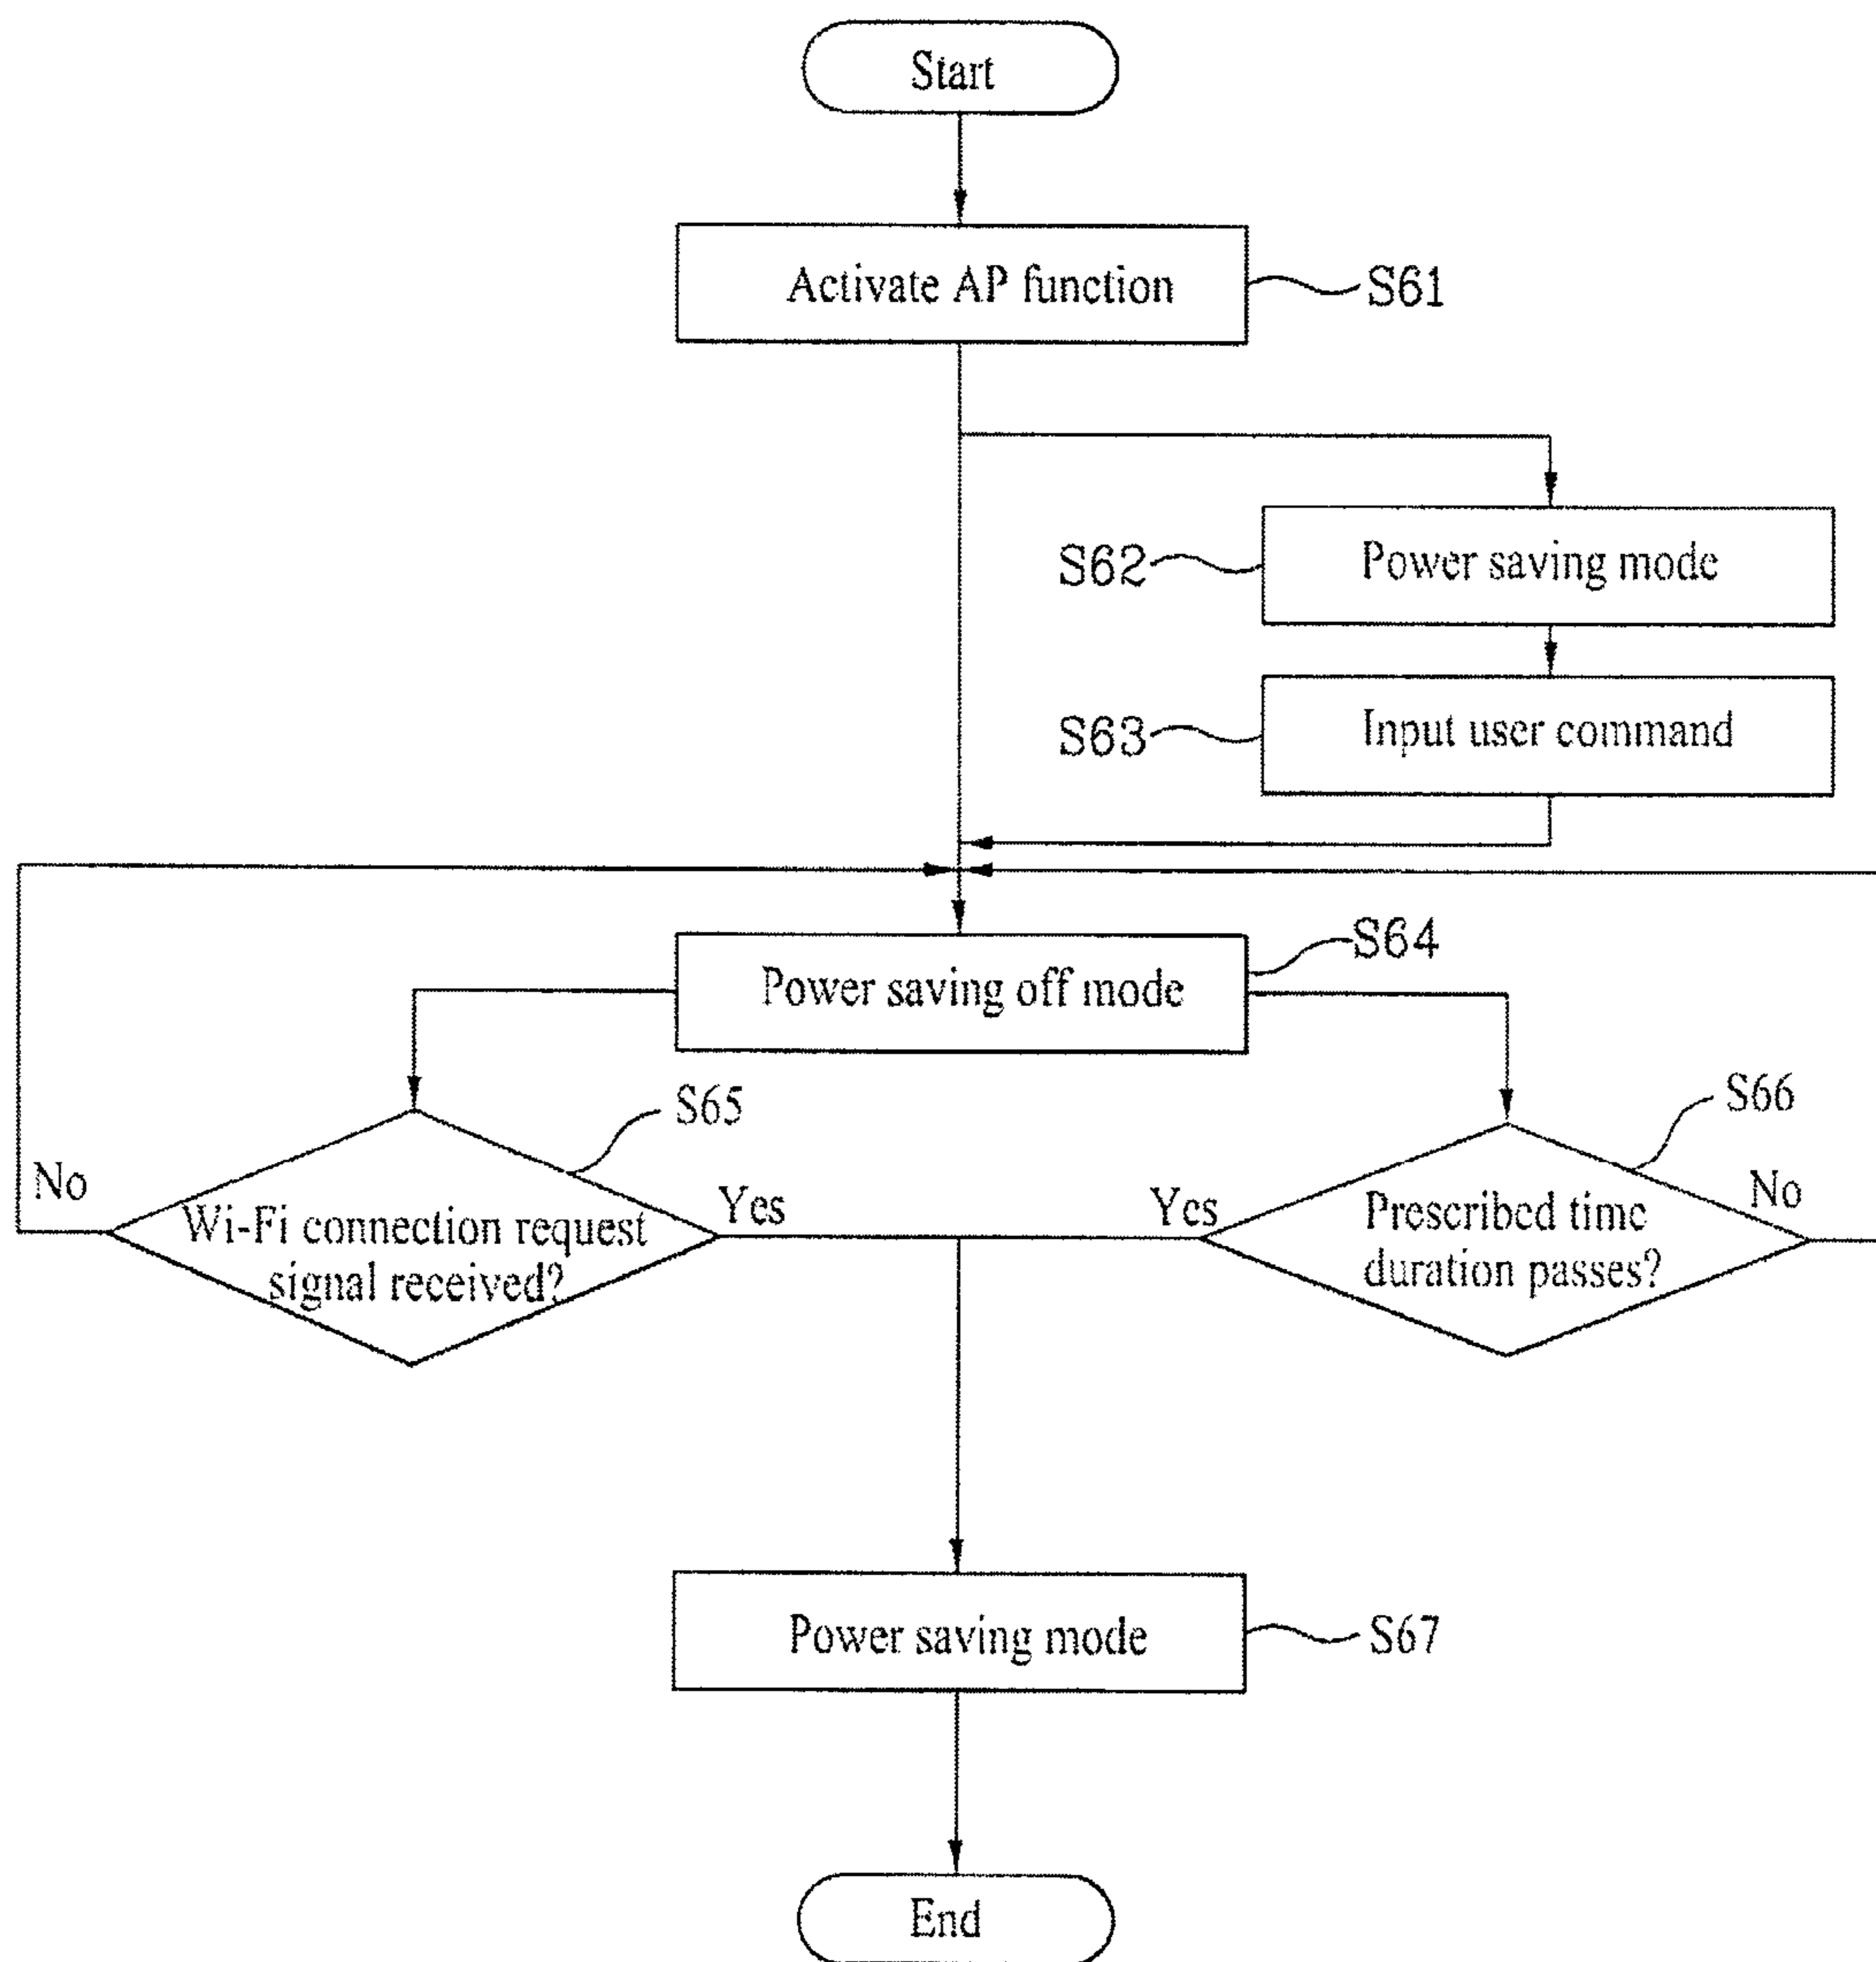 Start
Activate AP function
S61
S62
Power saving mode
S63
Input user command
S64
Power saving off mode
S65
S66
No
Wi-Fi connection request
signal received?
Yes
Yes
Prescribed time
duration passes?
No
Power saving mode
S67
End